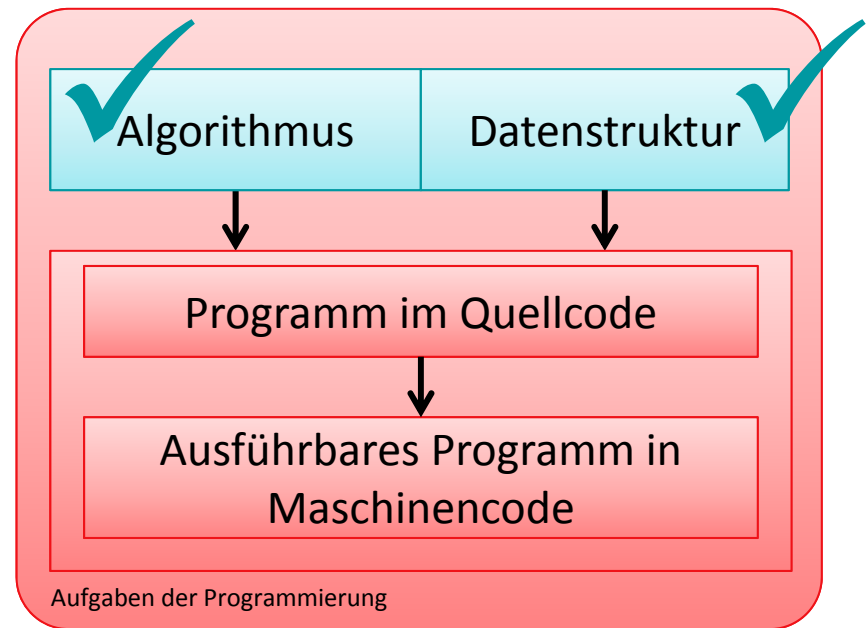 Algorithmus
Datenstruktur
Programm im Quellcode
Ausführbares Programm in
Maschinencode
Aufgaben der Programmierung